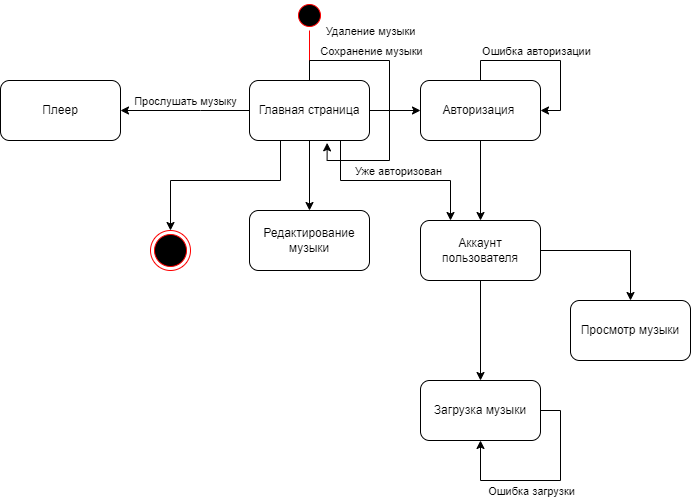 Удаление музыки
Сохранение музыки
Ошибка авторизации
Плеер
Прослушать музыку
Главная страница
Авторизация
Уже авторизован
Редактирование
музыки
Аккаунт
пользователя
Просмотр музыки
Загрузка музыки
Ошибка загрузки